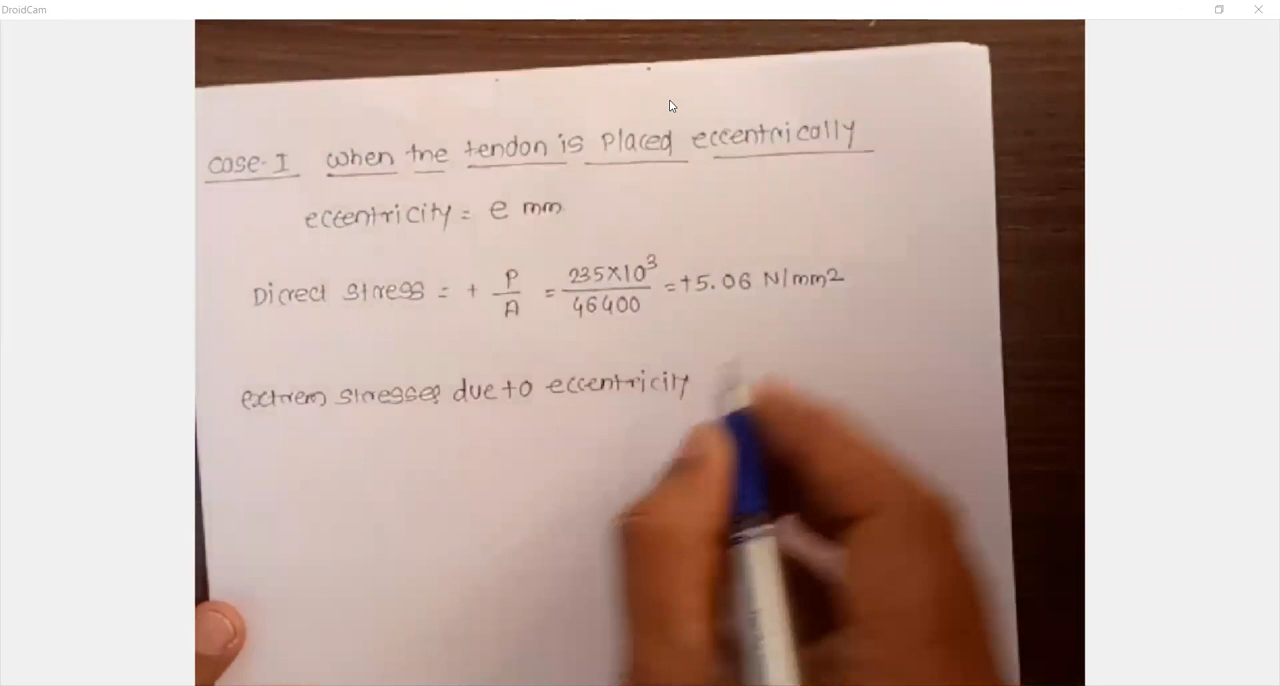 DroidCam
Case-I when the tendon is placed eccentrically
eccentricity = e mm
Direct stress = + P/A = 235×10³/46400 = +5.06 N/mm2
extrem stresses due to eccentricity